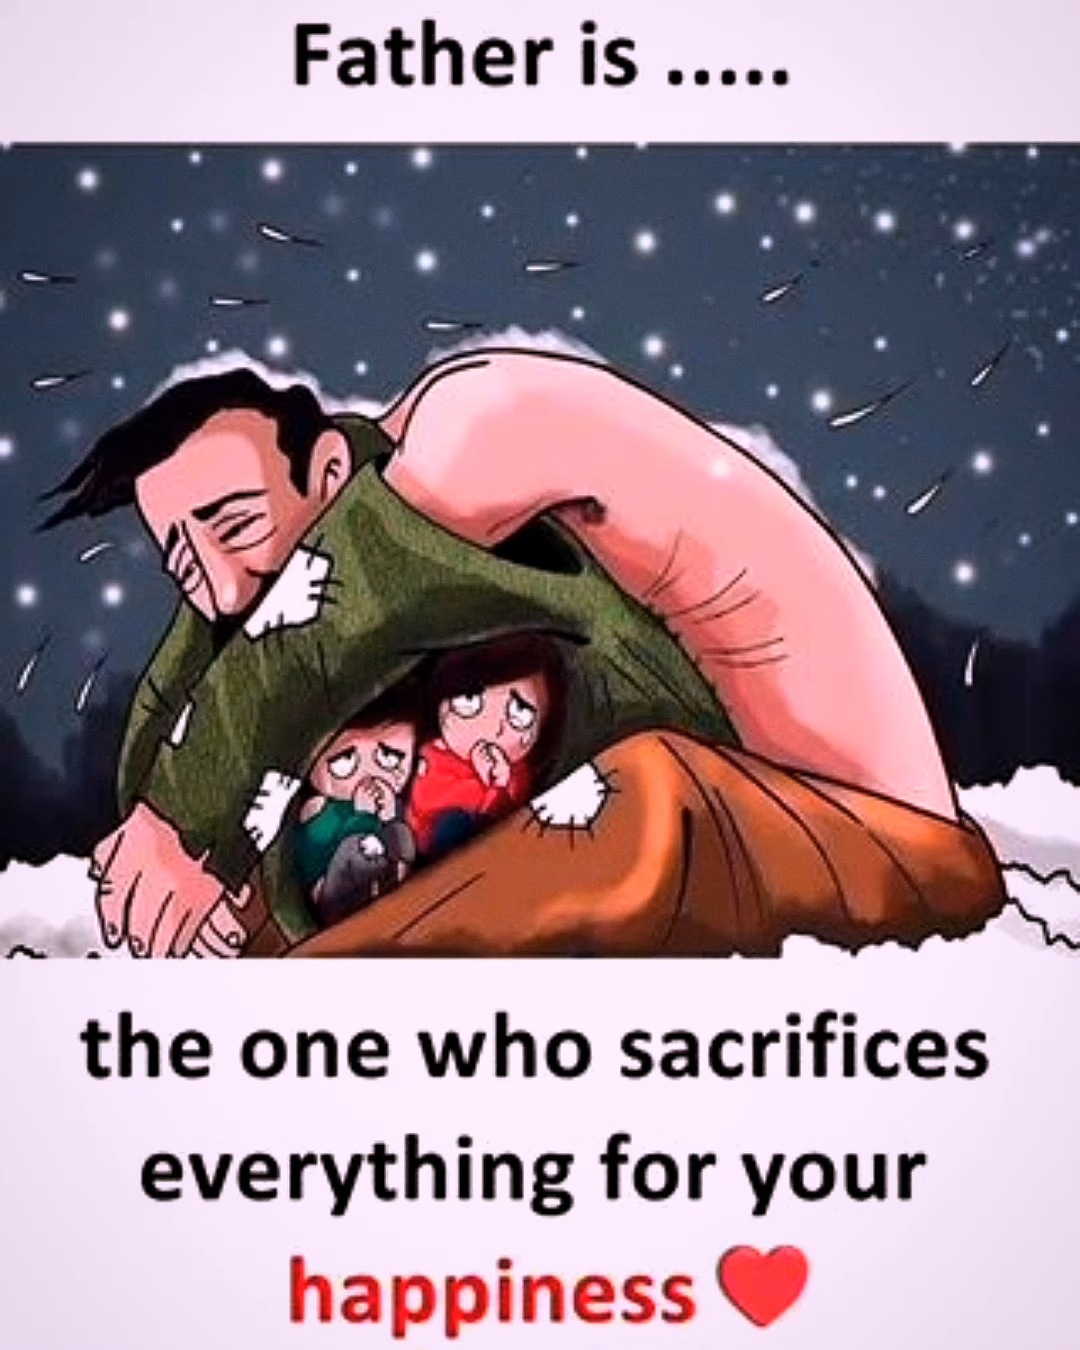 Father is .....
the one who sacrifices
everything for your
happiness ❤️